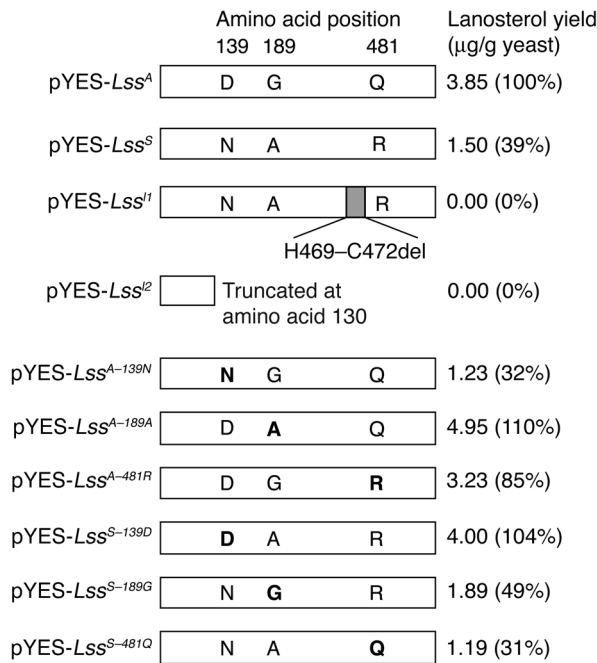 Amino acid position
Lanosterol yield
139 189 481
(μg/g yeast)
pYES-Lss^A D G Q 3.85 (100%)
pYES-Lss^S N A R 1.50 (39%)
pYES-Lss^l1 N A R 0.00 (0%)
H469–C472del
pYES-Lss^l2 Truncated at 0.00 (0%)
amino acid 130
pYES-Lss^A–139N N G Q 1.23 (32%)
pYES-Lss^A–189A D A Q 4.95 (110%)
pYES-Lss^A–481R D G R 3.23 (85%)
pYES-Lss^S–139D D A R 4.00 (104%)
pYES-Lss^S–189G N G R 1.89 (49%)
pYES-Lss^S–481Q N A Q 1.19 (31%)